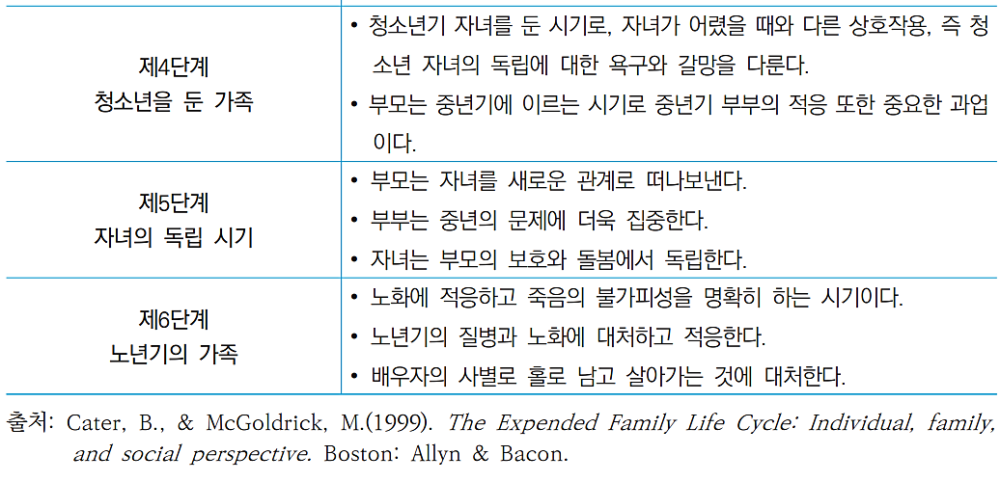 제4단계
청소년을 둔 가족
• 청소년기 자녀를 둔 시기로, 자녀가 어렸을 때와 다른 상호작용, 즉 청
소년 자녀의 독립에 대한 욕구와 갈망을 다룬다.
• 부모는 중년기에 이르는 시기로 중년기 부부의 적응 또한 중요한 과업
이다.
제5단계
자녀의 독립 시기
• 부모는 자녀를 새로운 관계로 떠나보낸다.
• 부부는 중년의 문제에 더욱 집중한다.
• 자녀는 부모의 보호와 돌봄에서 독립한다.
제6단계
노년기의 가족
• 노화에 적응하고 죽음의 불가피성을 명확히 하는 시기이다.
• 노년기의 질병과 노화에 대처하고 적응한다.
• 배우자의 사별로 홀로 남고 살아가는 것에 대처한다.
출처: Cater, B., & McGoldrick, M.(1999). The Expended Family Life Cycle: Individual, family,
and social perspective. Boston: Allyn & Bacon.